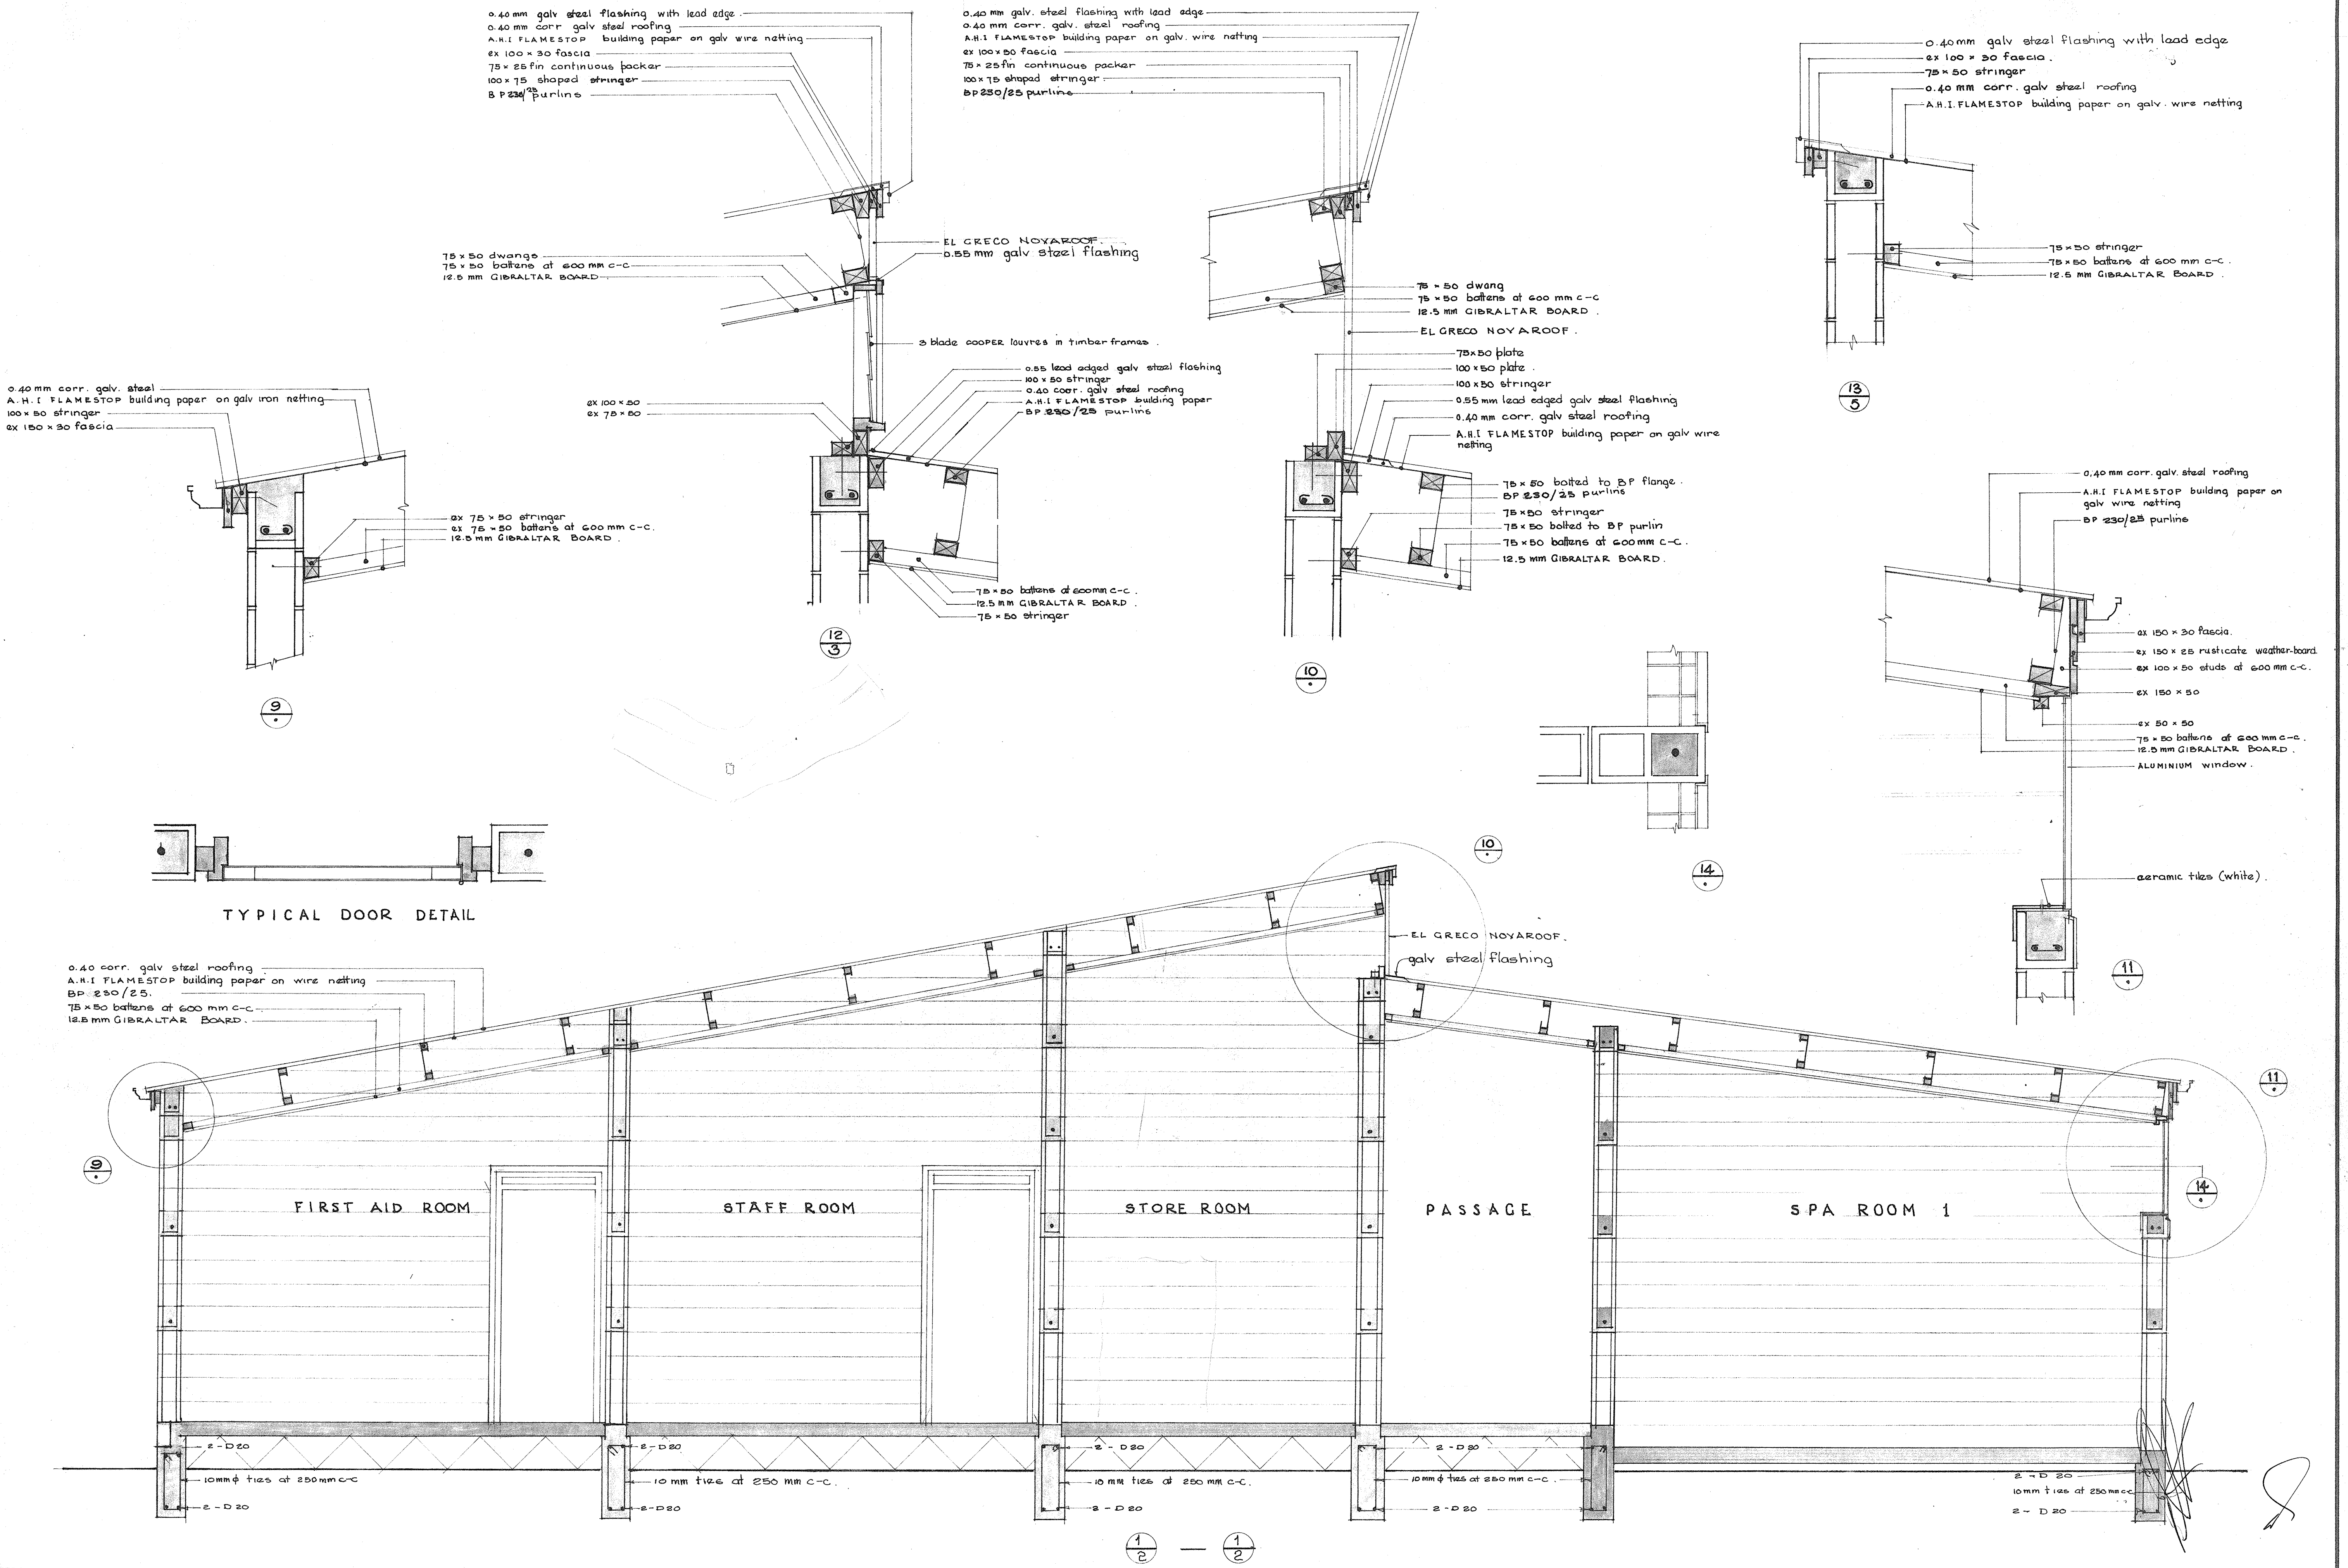 0.40 mm galv steel flashing with lead edge
0.40 mm corr galv steel roofing
A.H.I FLAMESTOP building paper on galv wire netting
ex 100 × 30 fascia
75 × 25 fin continuous packer
100 × 75 shaped stringer
BP 230/25 purlins
75 × 50 dwangs
75 × 50 battens at 600 mm c-c
12.5 mm GIBRALTAR BOARD
EL GRECO NOVAROOF.
0.55 mm galv steel flashing
3 blade COOPER louvres in timber frames.
0.55 lead edged galv steel flashing
100 × 50 stringer
0.40 corr. galv steel roofing
A.H.I FLAMESTOP building paper
BP 230/25 purlins
ex 100 × 50
ex 75 × 50
75 × 50 battens at 600mm c-c.
12.5 mm GIBRALTAR BOARD.
75 × 50 stringer
12
3
0.40 mm galv. steel flashing with lead edge
0.40 mm corr. galv. steel roofing
A.H.I FLAMESTOP building paper on galv. wire netting
ex 100 × 50 fascia
75 × 25 fin continuous packer
100 × 75 shaped stringer
BP 230/25 purlins
75 × 50 dwang
75 × 50 battens at 600 mm c-c
12.5 mm GIBRALTAR BOARD.
EL GRECO NOVAROOF.
75×50 plate
100 × 50 plate.
100 × 50 stringer
0.55 mm lead edged galv steel flashing
0.40 mm corr. galv steel roofing
A.H.I FLAMESTOP building paper on galv wire
netting
75 × 50 bolted to BP flange.
BP 230/25 purlins
75 × 50 stringer
75 × 50 bolted to BP purlin
75 × 50 battens at 600mm c-c.
12.5 mm GIBRALTAR BOARD.
10
0.40 mm galv steel flashing with lead edge
ex 100 × 30 fascia.
75 × 50 stringer
0.40 mm corr. galv steel roofing
A.H.I. FLAMESTOP building paper on galv. wire netting
75 × 50 stringer
75 × 50 battens at 600 mm c-c.
12.5 mm GIBRALTAR BOARD.
13
5
0.40 mm corr. galv. steel
A.H.I FLAMESTOP building paper on galv iron netting
100 × 50 stringer
ex 150 × 30 fascia
ex 75 × 50 stringer
ex 75 × 50 battens at 600 mm c-c.
12.5 mm GIBRALTAR BOARD.
9
0.40 mm corr. galv. steel roofing
A.H.I FLAMESTOP building paper on
galv wire netting
BP 230/25 purlins
ex 150 × 30 fascia.
ex 150 × 25 rusticate weather-board
ex 100 × 50 studs at 600 mm c-c.
ex 150 × 50
ex 50 × 50
75 × 50 battens at 600 mm c-c.
12.5 mm GIBRALTAR BOARD.
ALUMINIUM window.
ceramic tiles (white).
11
14
TYPICAL DOOR DETAIL
0.40 corr. galv steel roofing
A.H.I FLAMESTOP building paper on wire netting
BP 230/25.
75 × 50 battens at 600 mm c-c
12.5 mm GIBRALTAR BOARD.
10
EL GRECO NOVAROOF.
galv steel flashing
9
11
14
FIRST AID ROOM
STAFF ROOM
STORE ROOM
PASSAGE
SPA ROOM 1
2 - D20
2 - D20
2 - D20
2 - D20
2 - D 20
10mm ϕ ties at 250mm c-c
10 mm ties at 250 mm c-c.
10 mm ties at 250 mm c-c.
10mm ϕ ties at 250 mm c-c.
10mm ties at 250mm cc
2 - D20
2 - D20
2 - D20
2 - D20
2 - D 20
1
2
—
1
2